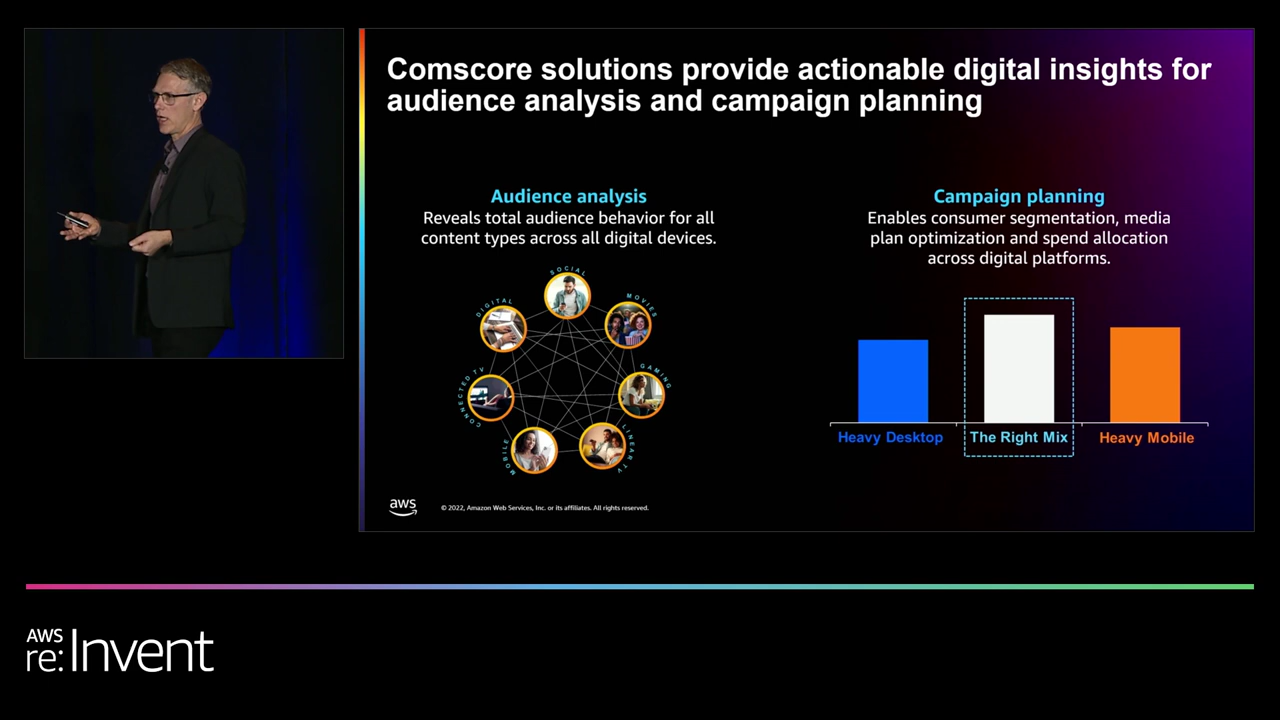 Comscore solutions provide actionable digital insights for
audience analysis and campaign planning
Audience analysis
Reveals total audience behavior for all
content types across all digital devices.
SOCIAL
MOVIES
GAMING
LINEAR TV
MOBILE
CONNECTED TV
DIGITAL
Campaign planning
Enables consumer segmentation, media
plan optimization and spend allocation
across digital platforms.
Heavy Desktop
The Right Mix
Heavy Mobile
aws
© 2022, Amazon Web Services, Inc. or its affiliates. All rights reserved.
AWS
re:Invent